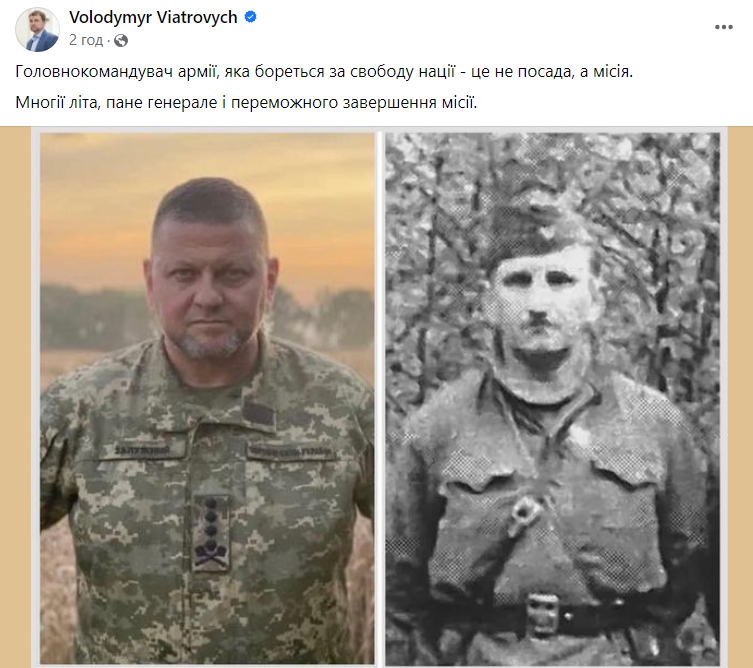 Volodymyr Viatrovych
2 год ·
Головнокомандувач армії, яка бореться за свободу нації - це не посада, а місія.
Многії літа, пане генерале і переможного завершення місії.
ЗАЛУЖНИЙ